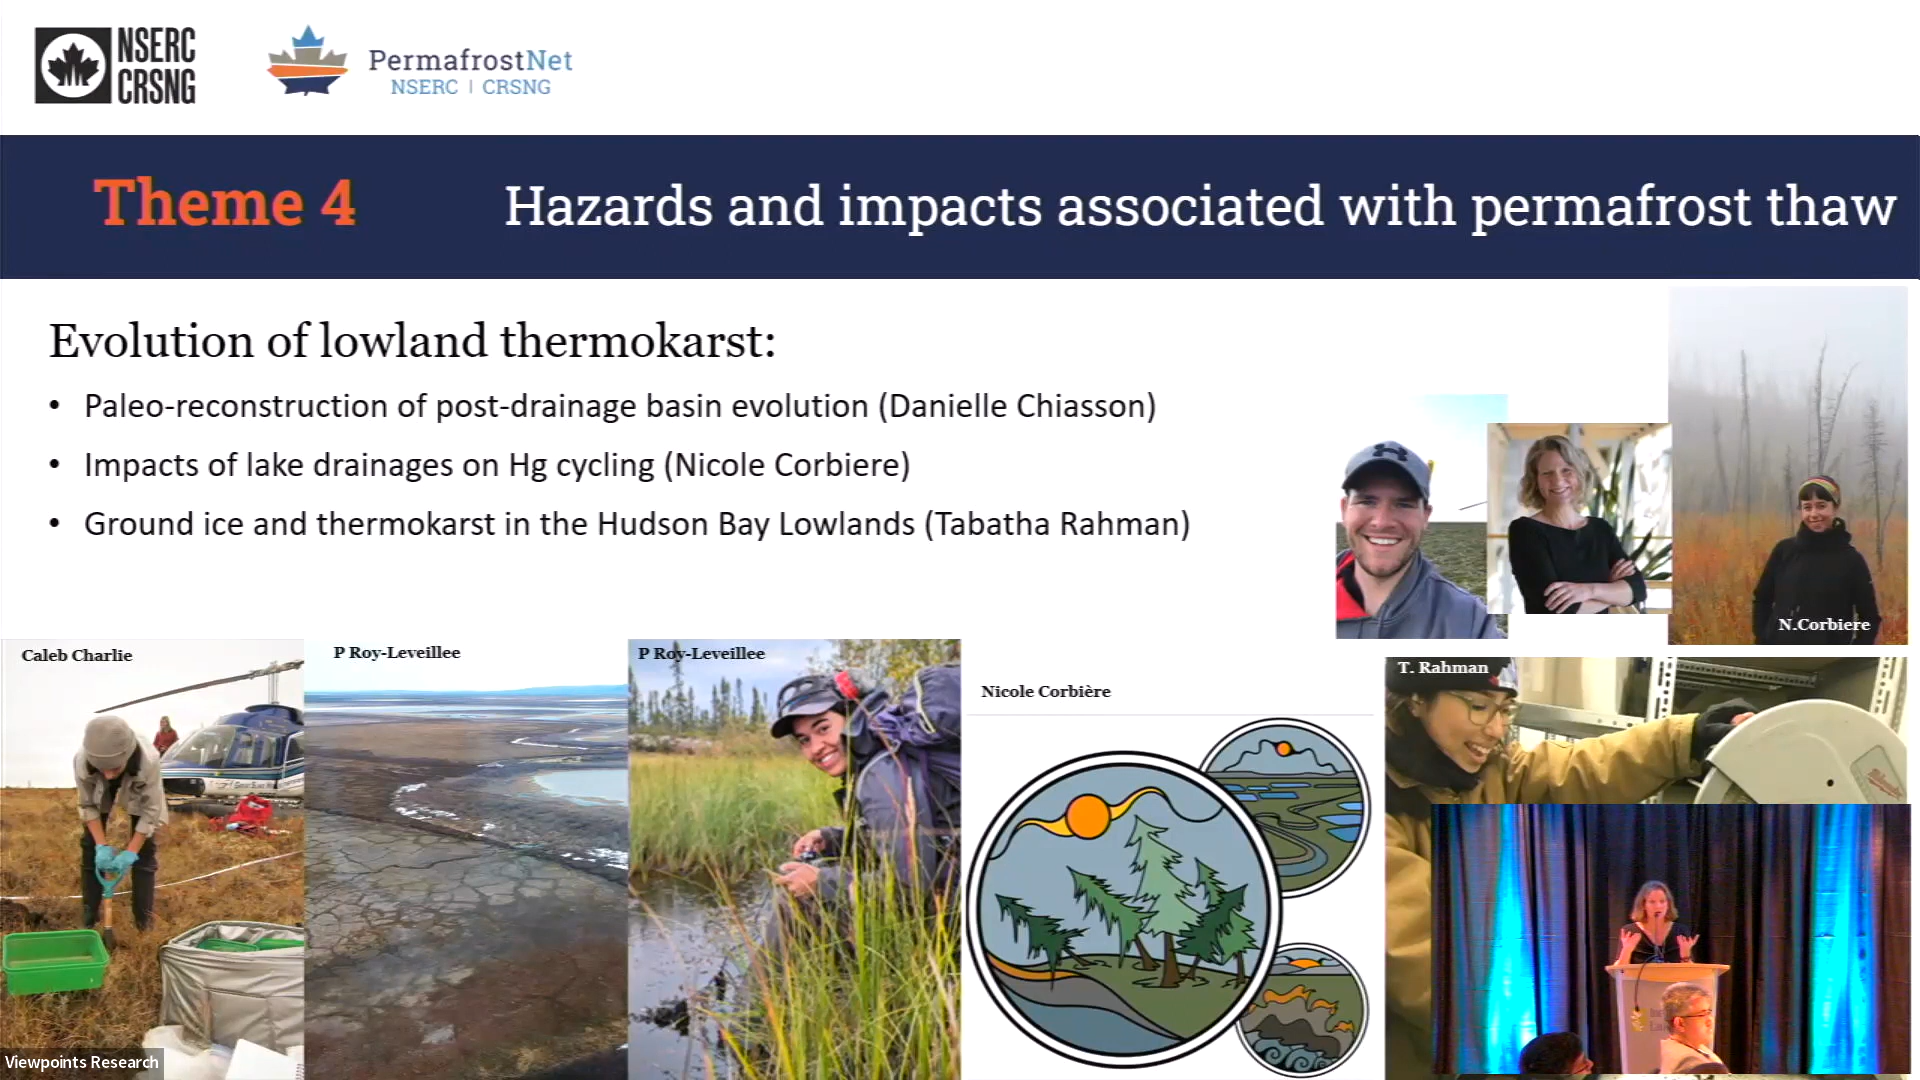 NSERC
CRSNG
PermafrostNet
NSERC | CRSNG
Theme 4
Hazards and impacts associated with permafrost thaw
Evolution of lowland thermokarst:
• Paleo-reconstruction of post-drainage basin evolution (Danielle Chiasson)
• Impacts of lake drainages on Hg cycling (Nicole Corbiere)
• Ground ice and thermokarst in the Hudson Bay Lowlands (Tabatha Rahman)
N.Corbiere
Caleb Charlie
P Roy-Leveillee
P Roy-Leveillee
Nicole Corbière
T. Rahman
Viewpoints Research